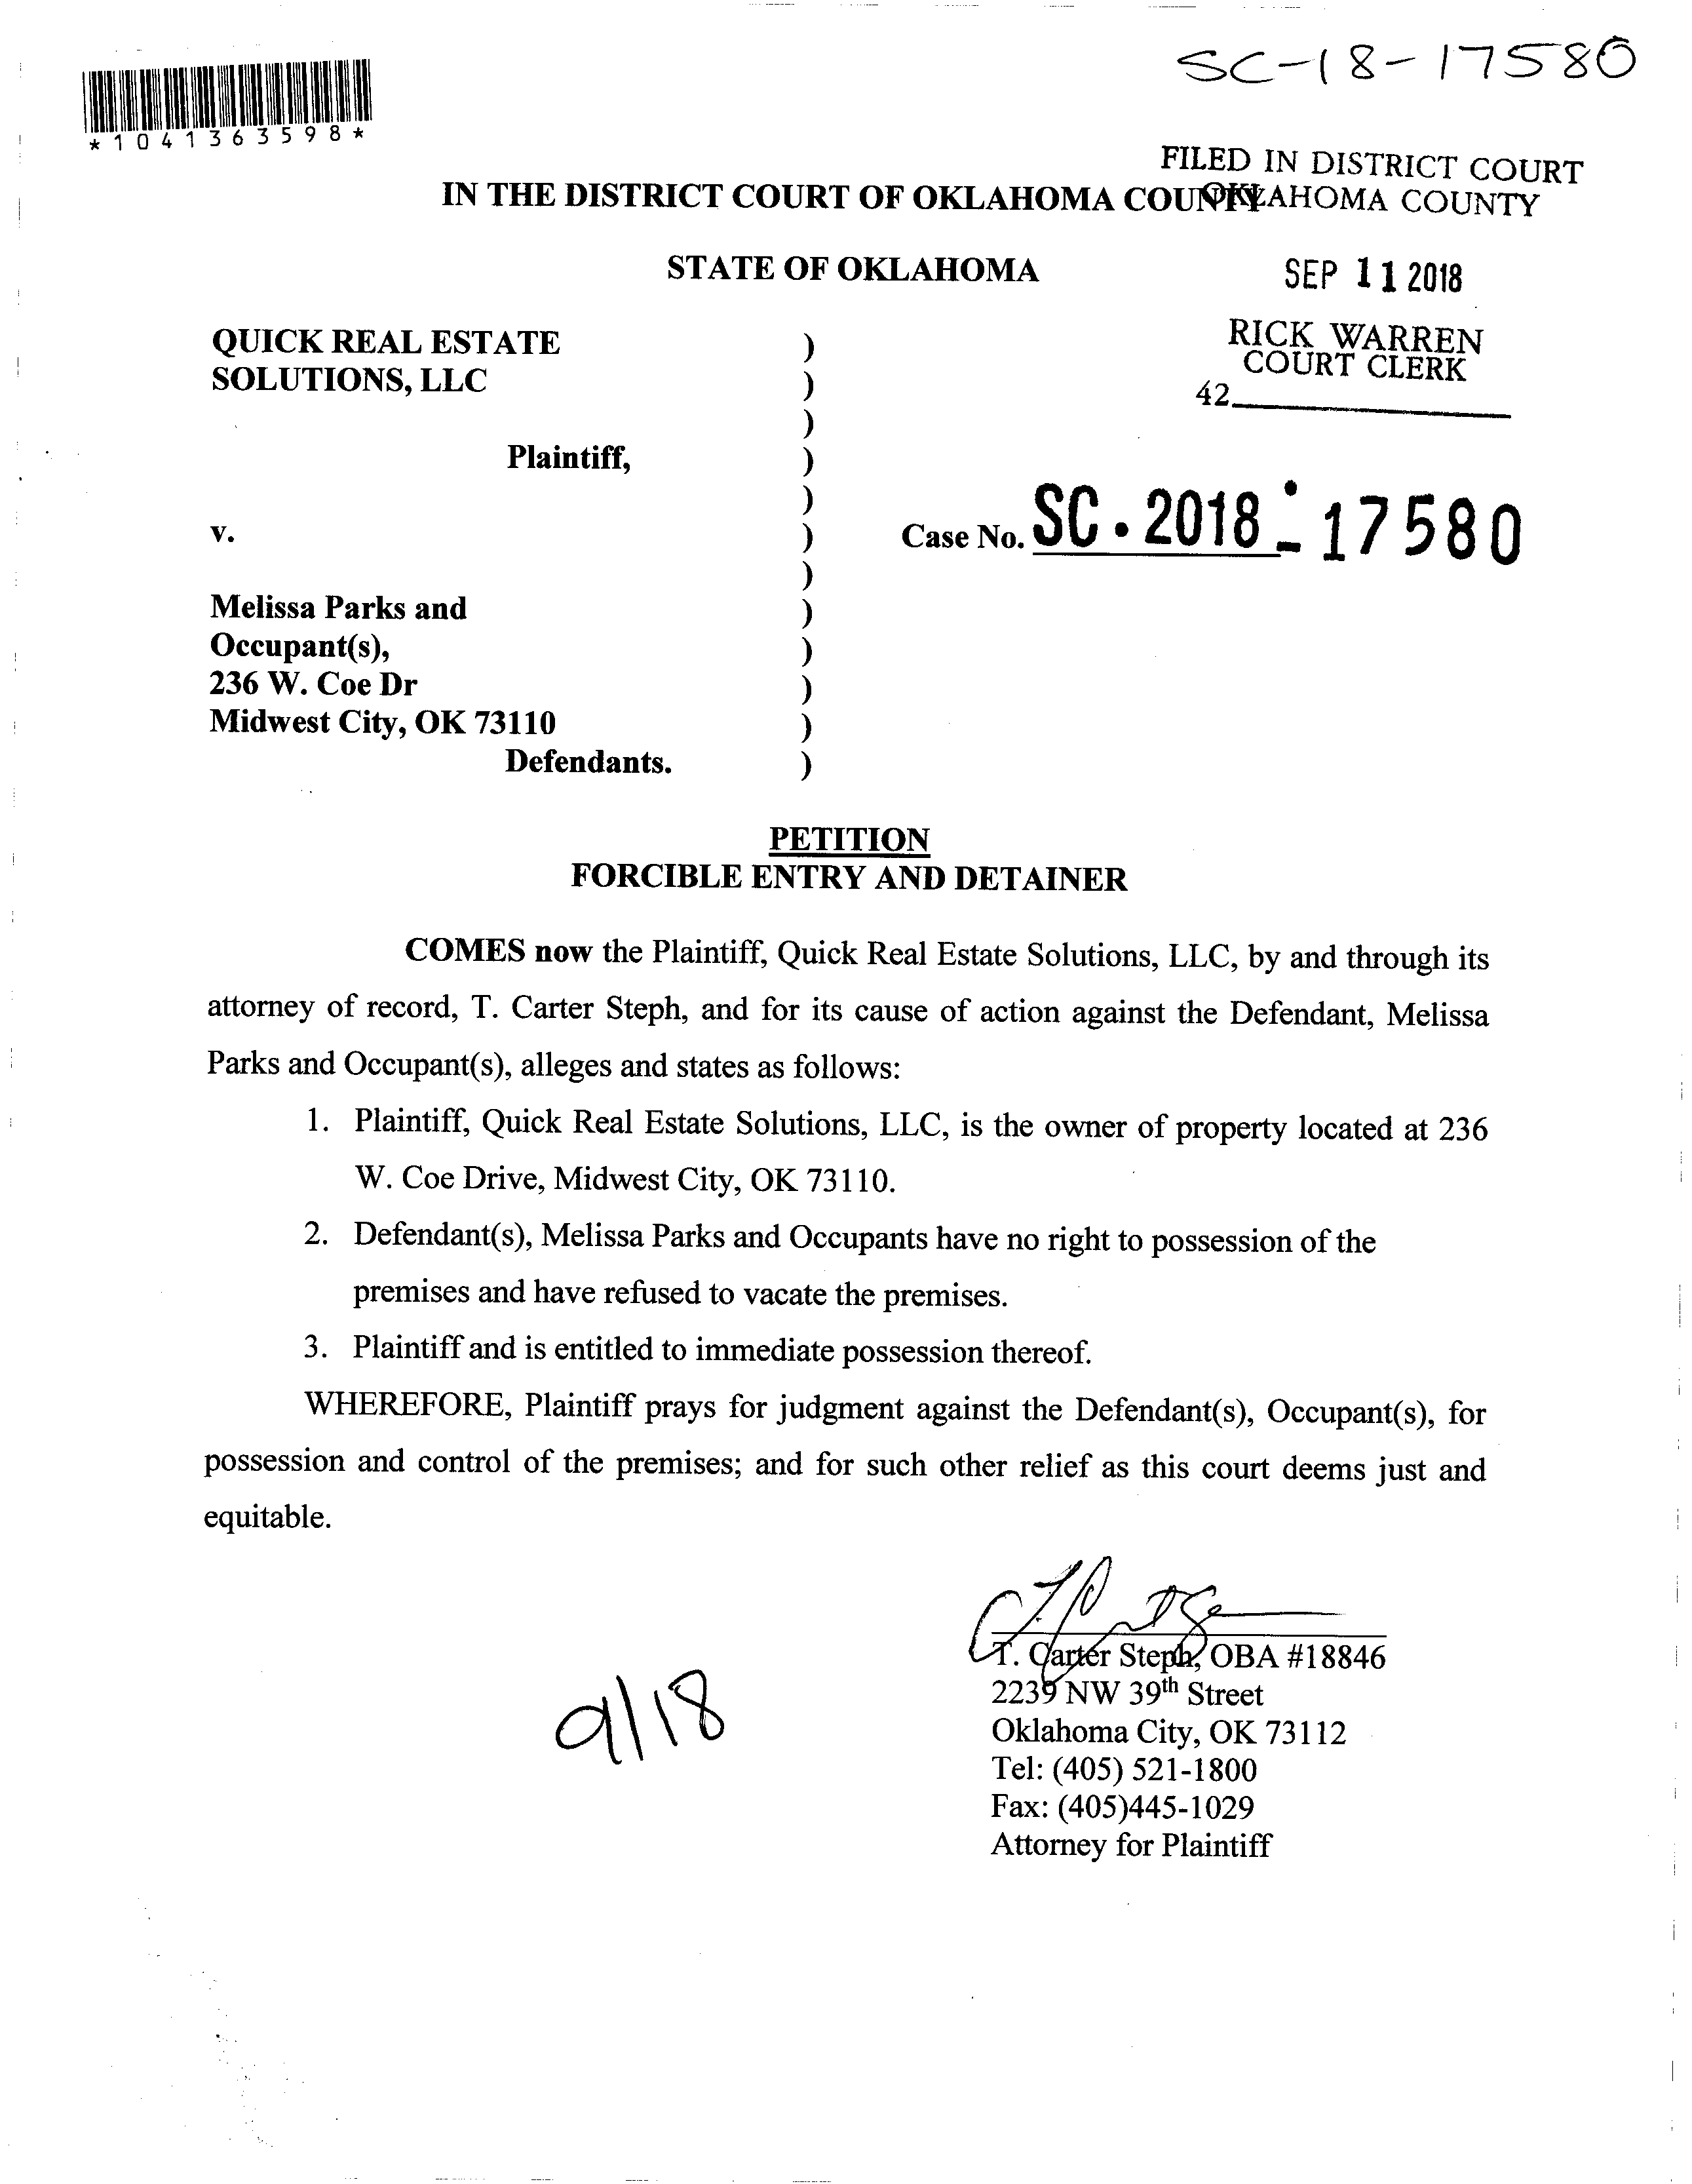 SC-18-17580
*1041363598*
FILED IN DISTRICT COURT
OKLAHOMA COUNTY
IN THE DISTRICT COURT OF OKLAHOMA COUNTY
STATE OF OKLAHOMA
SEP 11 2018
RICK WARREN
COURT CLERK
42
QUICK REAL ESTATE )
SOLUTIONS, LLC )
)
Plaintiff, )
)
v. )
Case No. SC-2018-17580
)
Melissa Parks and )
Occupant(s), )
236 W. Coe Dr )
Midwest City, OK 73110 )
Defendants. )
PETITION
FORCIBLE ENTRY AND DETAINER
COMES now the Plaintiff, Quick Real Estate Solutions, LLC, by and through its
attorney of record, T. Carter Steph, and for its cause of action against the Defendant, Melissa
Parks and Occupant(s), alleges and states as follows:
1. Plaintiff, Quick Real Estate Solutions, LLC, is the owner of property located at 236
W. Coe Drive, Midwest City, OK 73110.
2. Defendant(s), Melissa Parks and Occupants have no right to possession of the
premises and have refused to vacate the premises.
3. Plaintiff and is entitled to immediate possession thereof.
WHEREFORE, Plaintiff prays for judgment against the Defendant(s), Occupant(s), for
possession and control of the premises; and for such other relief as this court deems just and
equitable.
T. Carter Steph, OBA #18846
2239 NW 39th Street
Oklahoma City, OK 73112
Tel: (405) 521-1800
Fax: (405)445-1029
Attorney for Plaintiff
9/18